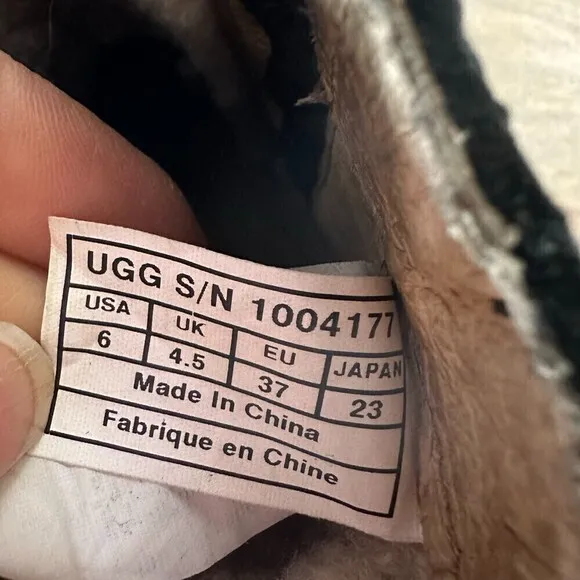 UGG S/N 1004177
USA UK EU JAPAN
6 4.5 37 23
Made In China
Fabrique en Chine